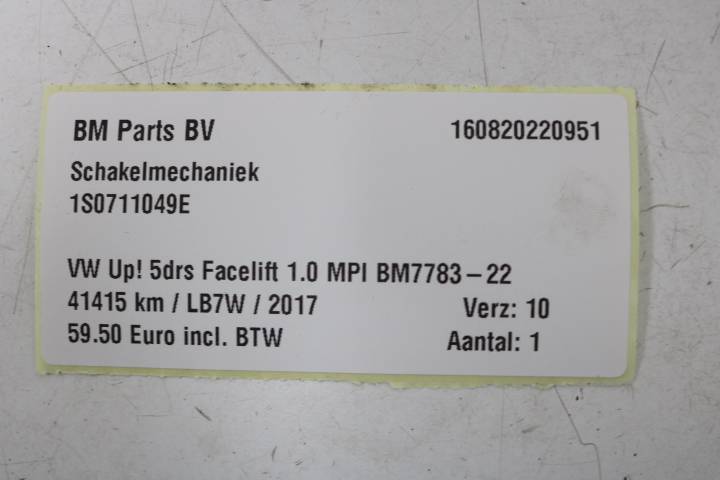 BM Parts BV 160820220951
Schakelmechaniek
1S0711049E
VW Up! 5drs Facelift 1.0 MPI BM7783-22
41415 km / LB7W / 2017 Verz: 10
59.50 Euro incl. BTW Aantal: 1